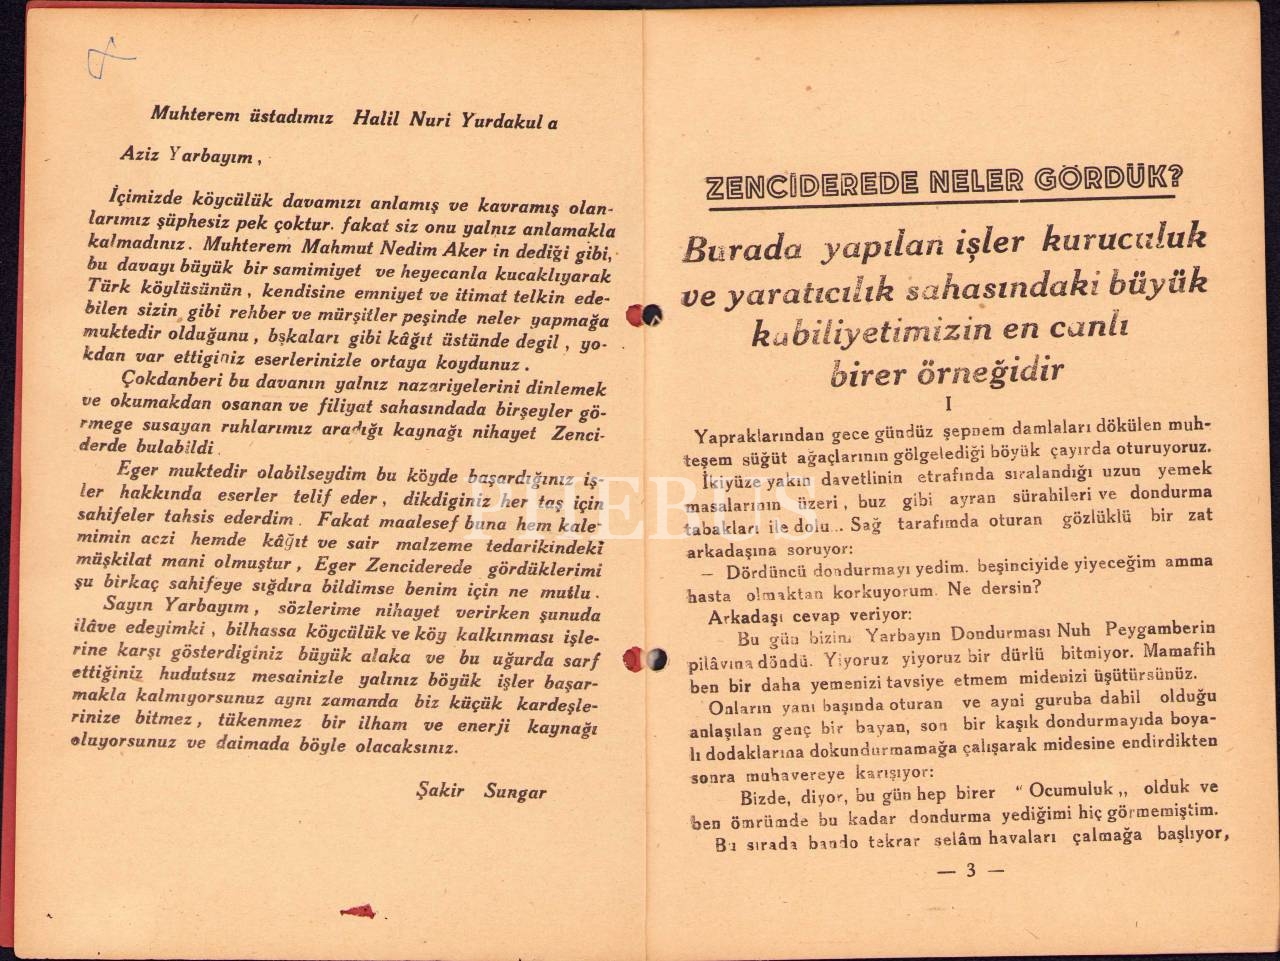 Muhterem üstadımız Halil Nuri Yurdakul a
Aziz Yarbayım,
İçimizde köycülük davamızı anlamış ve kavramış olan-
larımız şüphesiz pek çoktur. fakat siz onu yalnız anlamakla
kalmadınız. Muhterem Mahmut Nedim Aker in dediği gibi,
bu davayı büyük bir samimiyet ve heyecanla kucaklıyarak
Türk köylüsünün, kendisine emniyet ve itimat telkin ede-
bilen sizin gibi rehber ve mürşitler peşinde neler yapmağa
muktedir olduğunu, bşkaları gibi kâğıt üstünde degil, yo-
kdan var ettiginiz eserlerinizle ortaya koydunuz.
Çokdanberi bu davanın yalnız nazariyelerini dinlemek
ve okumakdan osanan ve filiyat sahasındada birşeyler gö-
rmege susayan ruhlarımız aradığı kaynağı nihayet Zenci-
derde bulabildi.
Eger muktedir olabilseydim bu köyde başardığınız iş-
ler hakkında eserler telif eder, dikdiginiz her taş için
sahifeler tahsis ederdim. Fakat maalesef buna hem kale-
mimin aczi hemde kâğıt ve sair malzeme tedarikindeki
müşkilat mani olmuştur, Eger Zenciderede gördüklerimi
şu birkaç sahifeye sığdıra bildimse benim için ne mutlu.
Sayın Yarbayım, sözlerime nihayet verirken şunuda
ilâve edeyimki, bilhassa köycülük ve köy kalkınması işle-
rine karşı gösterdiginiz büyük alaka ve bu uğurda sarf
ettiğiniz hudutsuz mesainizle yalınız böyük işler başar-
makla kalmıyorsunuz aynı zamanda biz küçük kardeşle-
rinize bitmez, tükenmez bir ilham ve enerji kaynağı
oluyorsunuz ve daimada böyle olacaksınız.
Şakir Sungar
ZENCİDEREDE NELER GÖRDÜK?
Burada yapılan işler kuruculuk
ve yaratıcılık sahasındaki büyük
kabiliyetimizin en canlı
birer örneğidir
I
Yapraklarından gece gündüz şepnem damlaları dökülen muh-
teşem süğüt ağaçlarının gölgelediği böyük çayırda oturuyoruz.
İkiyüze yakın davetlinin etrafında sıralandığı uzun yemek
masalarının üzeri, buz gibi ayran sürahileri ve dondurma
tabakları ile dolu... Sağ tarafımda oturan gözlüklü bir zat
arkadaşına soruyor:
— Dördüncü dondurmayı yedim. beşinciyide yiyeceğim amma
hasta olmaktan korkuyorum. Ne dersin?
Arkadaşı cevap veriyor:
Bu gün bizim Yarbayın Dondurması Nuh Peygamberin
pilâvına döndü. Yiyoruz yiyoruz bir dürlü bitmiyor. Mamafih
ben bir daha yemenizi tavsiye etmem midenizi üşütürsünüz.
Onların yanı başında oturan ve ayni guruba dahil olduğu
anlaşılan genç bir bayan, son bir kaşık dondurmayıda boya-
lı dodaklarına dokundurmamağa çalışarak midesine endirdikten
sonra muhavereye karışıyor:
Bizde, diyor, bu gün hep birer “Ocumuluk„ olduk ve
ben ömrümde bu kadar dondurma yediğimi hiç görmemiştim.
Bu sırada bando tekrar selâm havaları çalmağa başlıyor,
— 3 —
PHEBUS